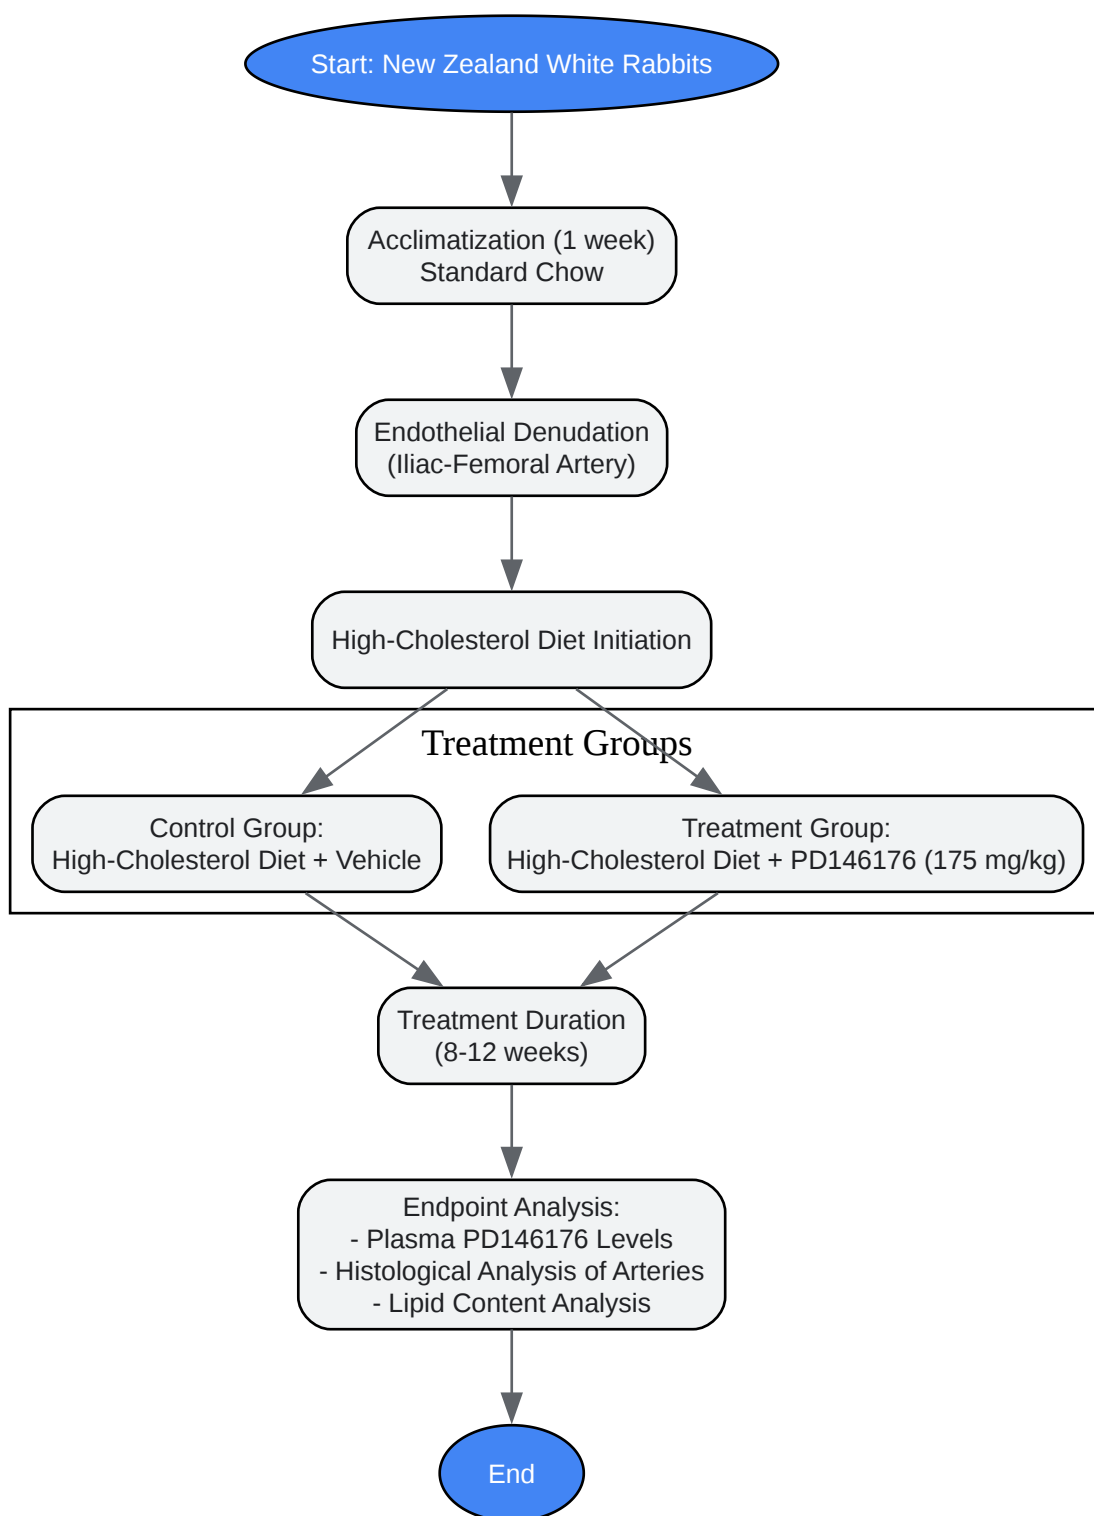 Start: New Zealand White Rabbits
Acclimatization (1 week)
Standard Chow
Endothelial Denudation
(Iliac-Femoral Artery)
High-Cholesterol Diet Initiation
Treatment Groups
Control Group:
High-Cholesterol Diet + Vehicle
Treatment Group:
High-Cholesterol Diet + PD146176 (175 mg/kg)
Treatment Duration
(8-12 weeks)
Endpoint Analysis:
- Plasma PD146176 Levels
- Histological Analysis of Arteries
- Lipid Content Analysis
End